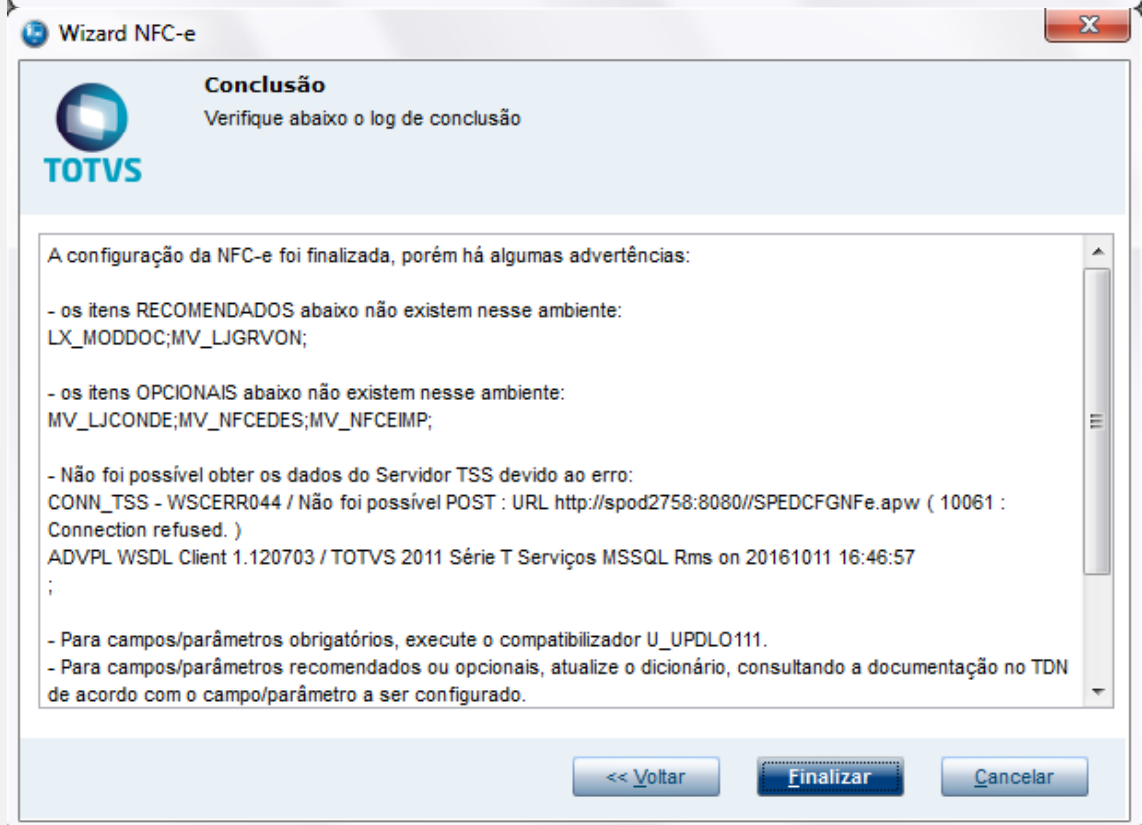 Wizard NFC-e
Conclusão
Verifique abaixo o log de conclusão
TOTVS
A configuração da NFC-e foi finalizada, porém há algumas advertências:
- os itens RECOMENDADOS abaixo não existem nesse ambiente:
LX_MODDOC;MV_LJGRVON;
- os itens OPCIONAIS abaixo não existem nesse ambiente:
MV_LJCONDE;MV_NFCEDES;MV_NFCEIMP;
- Não foi possível obter os dados do Servidor TSS devido ao erro:
CONN_TSS - WSCERR044 / Não foi possível POST : URL http://spod2758:8080//SPEDCFGNFe.apw ( 10061 :
Connection refused. )
ADVPL WSDL Client 1.120703 / TOTVS 2011 Série T Serviços MSSQL Rms on 20161011 16:46:57
;
- Para campos/parâmetros obrigatórios, execute o compatibilizador U_UPDLO111.
- Para campos/parâmetros recomendados ou opcionais, atualize o dicionário, consultando a documentação no TDN
de acordo com o campo/parâmetro a ser configurado.
<< Voltar
Finalizar
Cancelar